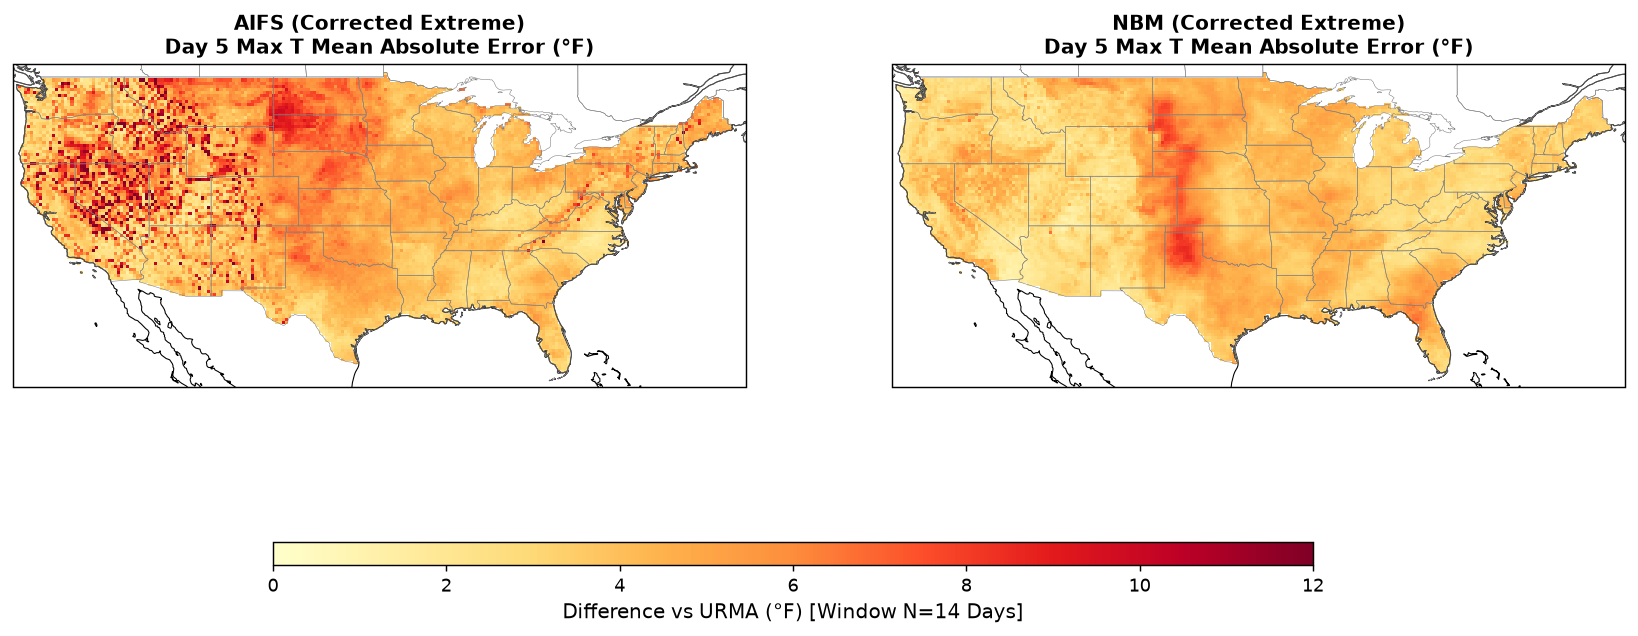 AIFS (Corrected Extreme)
Day 5 Max T Mean Absolute Error (°F)
NBM (Corrected Extreme)
Day 5 Max T Mean Absolute Error (°F)
0 2 4 6 8 10 12
Difference vs URMA (°F) [Window N=14 Days]